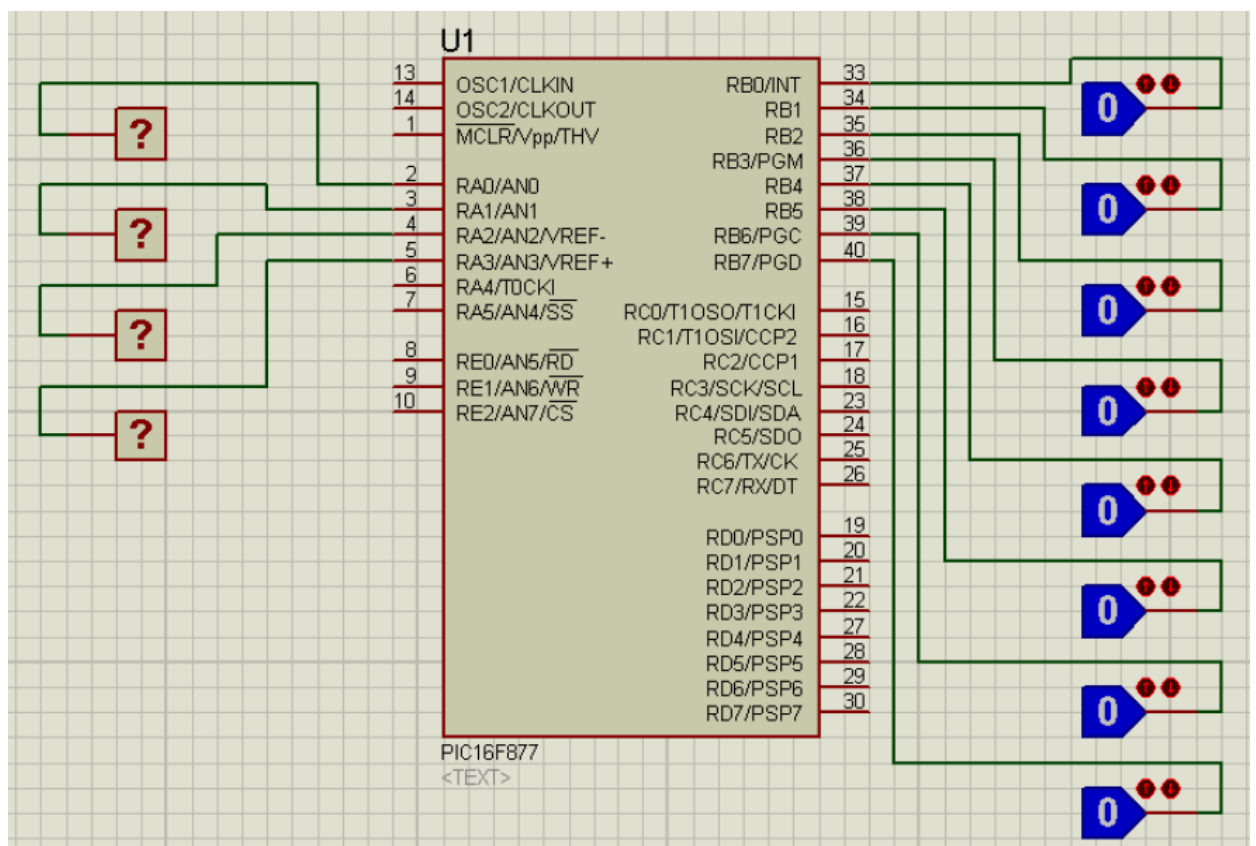 U1
13 OSC1/CLKIN RB0/INT 33
14 OSC2/CLKOUT RB1 34
1 MCLR/Vpp/THV RB2 35
RB3/PGM 36
2 RA0/AN0 RB4 37
3 RA1/AN1 RB5 38
4 RA2/AN2/VREF- RB6/PGC 39
5 RA3/AN3/VREF+ RB7/PGD 40
6 RA4/T0CKI
7 RA5/AN4/SS RC0/T1OSO/T1CKI 15
RC1/T1OSI/CCP2 16
8 RE0/AN5/RD RC2/CCP1 17
9 RE1/AN6/WR RC3/SCK/SCL 18
10 RE2/AN7/CS RC4/SDI/SDA 23
RC5/SDO 24
RC6/TX/CK 25
RC7/RX/DT 26
RD0/PSP0 19
RD1/PSP1 20
RD2/PSP2 21
RD3/PSP3 22
RD4/PSP4 27
RD5/PSP5 28
RD6/PSP6 29
RD7/PSP7 30
PIC16F877
<TEXT>
?
?
?
?
0
0
0
0
0
0
0
0